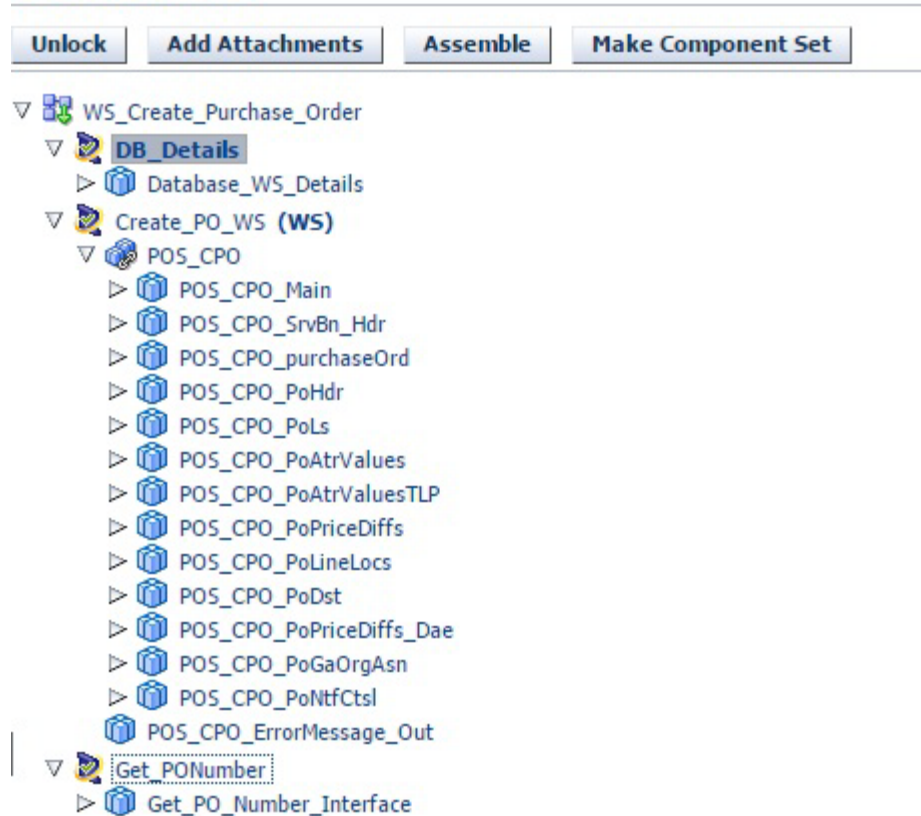 Unlock Add Attachments Assemble Make Component Set
WS_Create_Purchase_Order
DB_Details
Database_WS_Details
Create_PO_WS (WS)
POS_CPO
POS_CPO_Main
POS_CPO_SrvBn_Hdr
POS_CPO_purchaseOrd
POS_CPO_PoHdr
POS_CPO_PoLs
POS_CPO_PoAtrValues
POS_CPO_PoAtrValuesTLP
POS_CPO_PoPriceDiffs
POS_CPO_PoLineLocs
POS_CPO_PoDst
POS_CPO_PoPriceDiffs_Dae
POS_CPO_PoGaOrgAsn
POS_CPO_PoNtfCtsl
POS_CPO_ErrorMessage_Out
Get_PONumber
Get_PO_Number_Interface